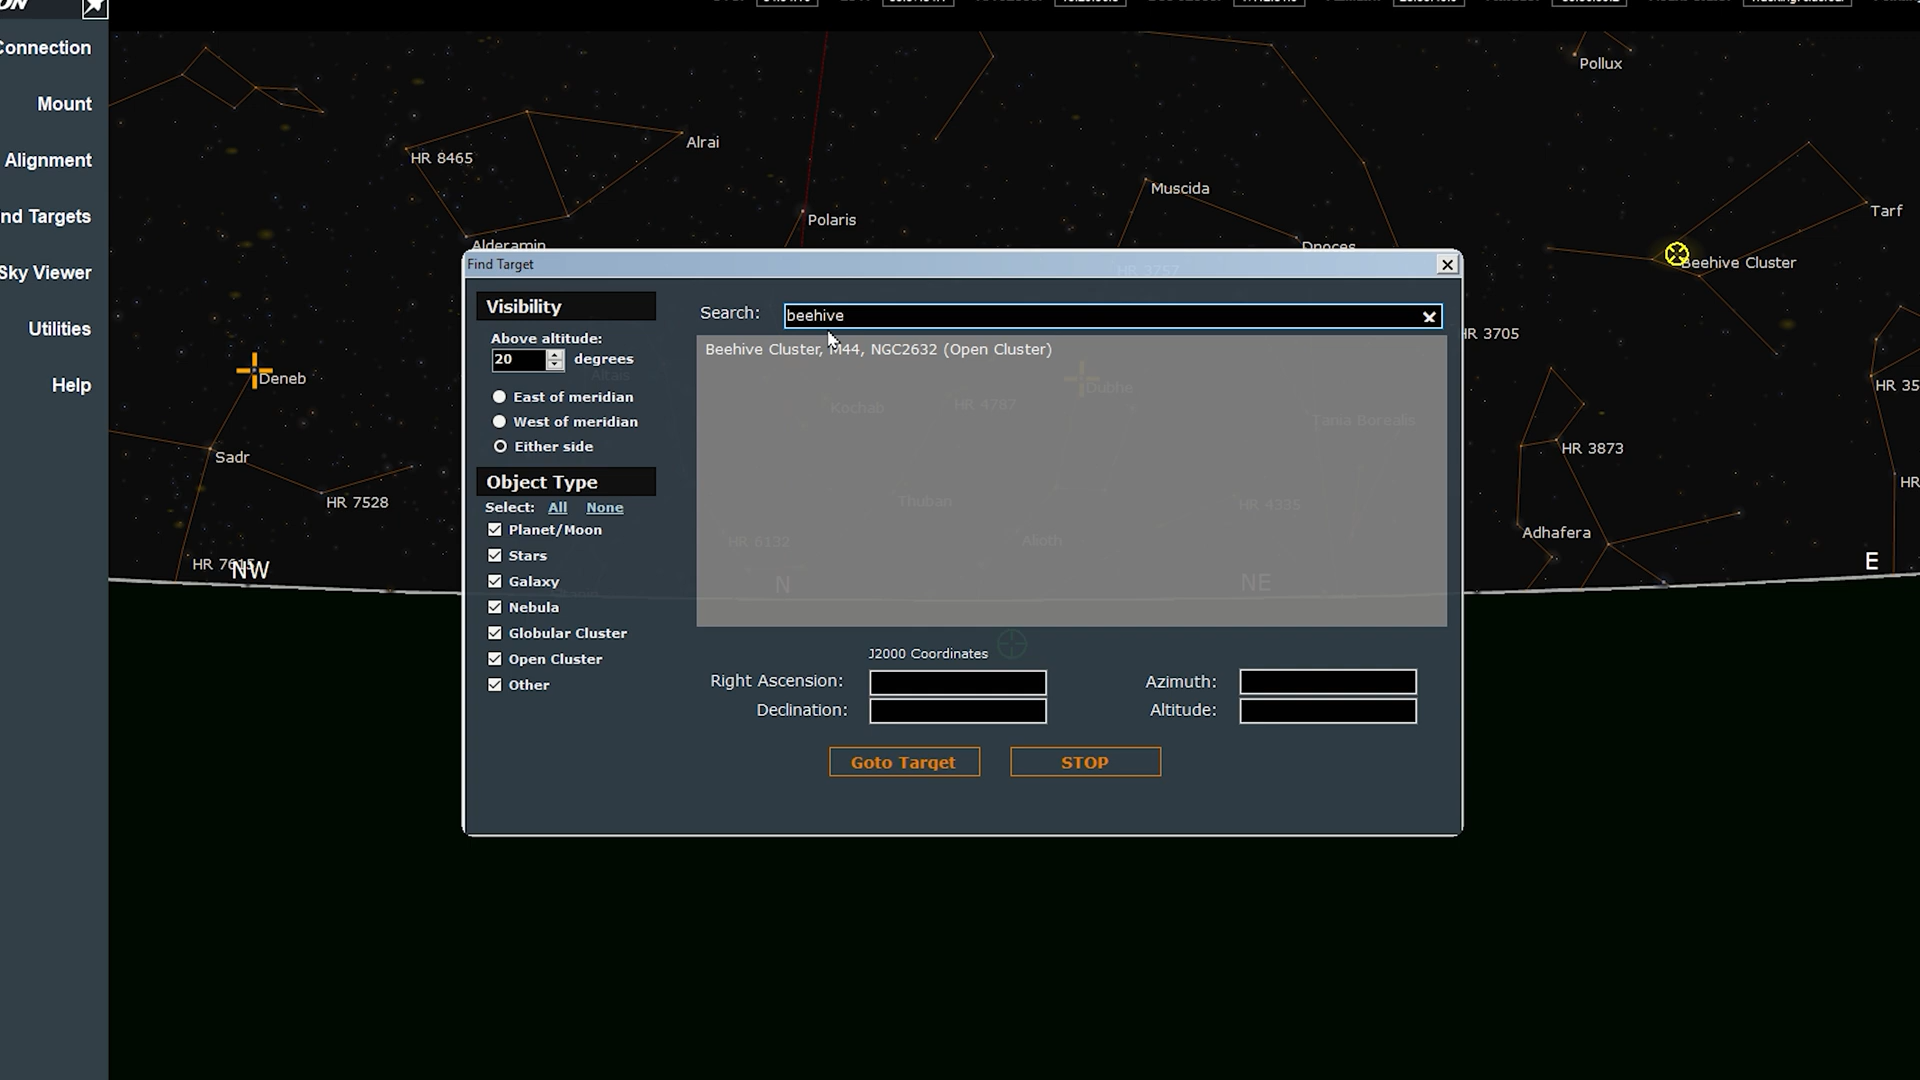 ON
Connection
Mount
Alignment
nd Targets
Sky Viewer
Utilities
Help
Pollux
Alrai
HR 8465
Muscida
Tarf
Polaris
Alderamin
Dnoces
Beehive Cluster
Find Target
HR 3757
Visibility
Search:
beehive
Above altitude:
20
degrees
Beehive Cluster, M44, NGC2632 (Open Cluster)
HR 3705
Deneb
Altais
Dubhe
HR 35
East of meridian
Kochab
HR 4787
West of meridian
Tania Borealis
Either side
HR 3873
Sadr
Object Type
HR
HR 7528
Select:
All
None
Thuban
HR 4335
Planet/Moon
Adhafera
HR 6132
Alioth
Stars
HR 7615
NW
N
NE
E
Galaxy
Nebula
Globular Cluster
Open Cluster
Other
J2000 Coordinates
Right Ascension:
Azimuth:
Declination:
Altitude:
Goto Target
STOP